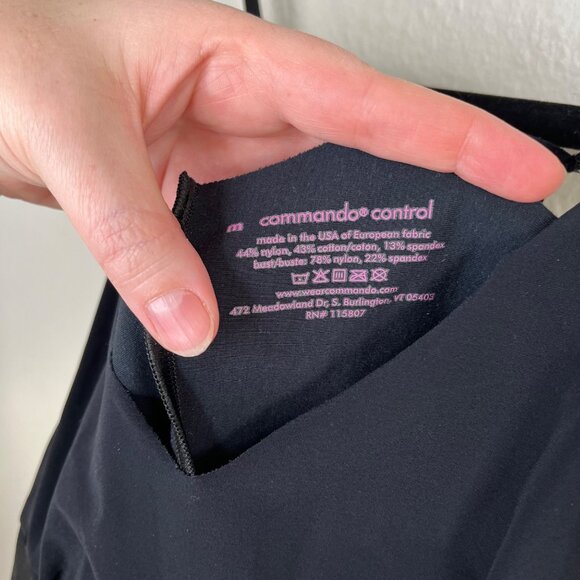 m commando® control
made in the USA of European fabric
44% nylon, 43% cotton/coton, 13% spandex
bust/busto: 78% nylon, 22% spandex
www.wearcommando.com
472 Meadowland Dr, S. Burlington, VT 05403
RN# 115807